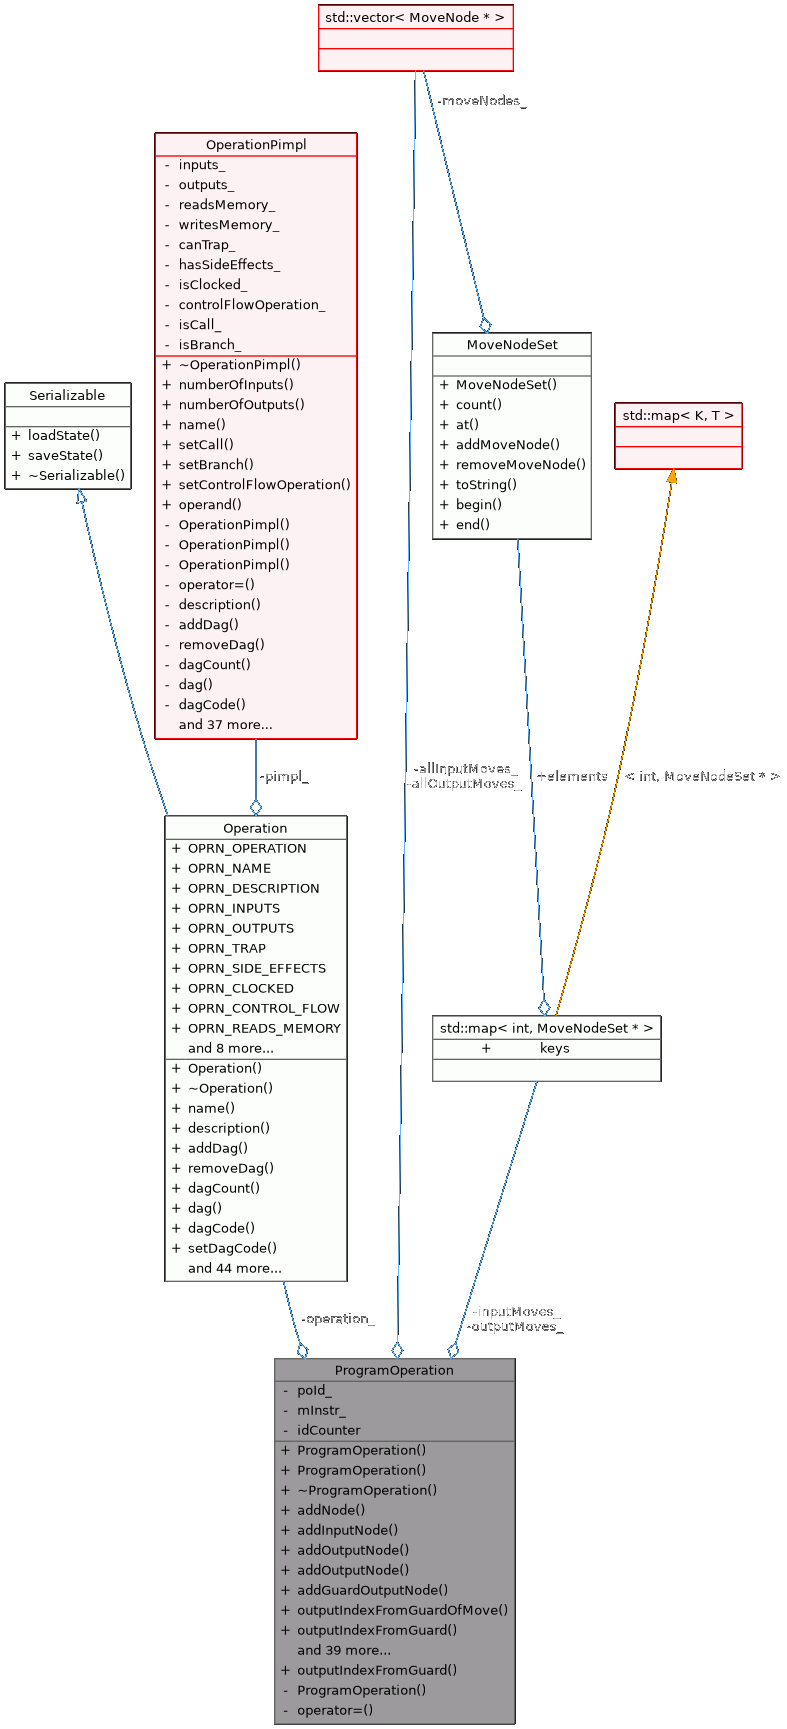 std::vector< MoveNode * >
-moveNodes_
OperationPimpl
- inputs_
- outputs_
- readsMemory_
- writesMemory_
- canTrap_
- hasSideEffects_
- isClocked_
- controlFlowOperation_
- isCall_
- isBranch_
+ ~OperationPimpl()
+ numberOfInputs()
+ numberOfOutputs()
+ name()
+ setCall()
+ setBranch()
+ setControlFlowOperation()
+ operand()
- OperationPimpl()
- OperationPimpl()
- OperationPimpl()
- operator=()
- description()
- addDag()
- removeDag()
- dagCount()
- dag()
- dagCode()
and 37 more...
MoveNodeSet
+ MoveNodeSet()
+ count()
+ at()
+ addMoveNode()
+ removeMoveNode()
+ toString()
+ begin()
+ end()
Serializable
+ loadState()
+ saveState()
+ ~Serializable()
std::map< K, T >
-pimpl_
-allInputMoves_
-allOutputMoves_
+elements
< int, MoveNodeSet * >
Operation
+ OPRN_OPERATION
+ OPRN_NAME
+ OPRN_DESCRIPTION
+ OPRN_INPUTS
+ OPRN_OUTPUTS
+ OPRN_TRAP
+ OPRN_SIDE_EFFECTS
+ OPRN_CLOCKED
+ OPRN_CONTROL_FLOW
+ OPRN_READS_MEMORY
and 8 more...
+ Operation()
+ ~Operation()
+ name()
+ description()
+ addDag()
+ removeDag()
+ dagCount()
+ dag()
+ dagCode()
+ setDagCode()
and 44 more...
std::map< int, MoveNodeSet * >
+ keys
-operation_
-inputMoves_
-outputMoves_
ProgramOperation
- poId_
- mInstr_
- idCounter
+ ProgramOperation()
+ ProgramOperation()
+ ~ProgramOperation()
+ addNode()
+ addInputNode()
+ addOutputNode()
+ addOutputNode()
+ addGuardOutputNode()
+ outputIndexFromGuardOfMove()
+ outputIndexFromGuard()
and 39 more...
+ outputIndexFromGuard()
- ProgramOperation()
- operator=()